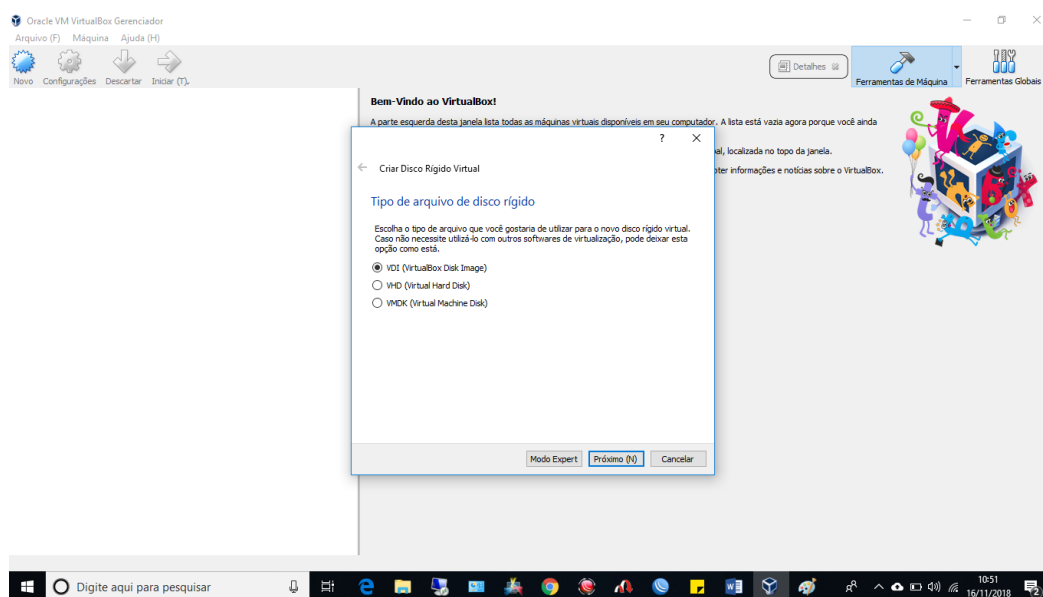 Oracle VM VirtualBox Gerenciador
Arquivo (F) Máquina Ajuda (H)
Novo Configurações Descartar Iniciar (T)
Detalhes
Ferramentas de Máquina
Ferramentas Globais
Bem-Vindo ao VirtualBox!
A parte esquerda desta janela lista todas as máquinas virtuais disponíveis em seu computador. A lista está vazia agora porque você ainda
al, localizada no topo da janela.
ter informações e notícias sobre o VirtualBox.
?
Criar Disco Rígido Virtual
Tipo de arquivo de disco rígido
Escolha o tipo de arquivo que você gostaria de utilizar para o novo disco rígido virtual.
Caso não necessite utilizá-lo com outros softwares de virtualização, pode deixar esta
opção como está.
VDI (VirtualBox Disk Image)
VHD (Virtual Hard Disk)
VMDK (Virtual Machine Disk)
Modo Expert Próximo (N) Cancelar
Digite aqui para pesquisar
10:51
16/11/2018